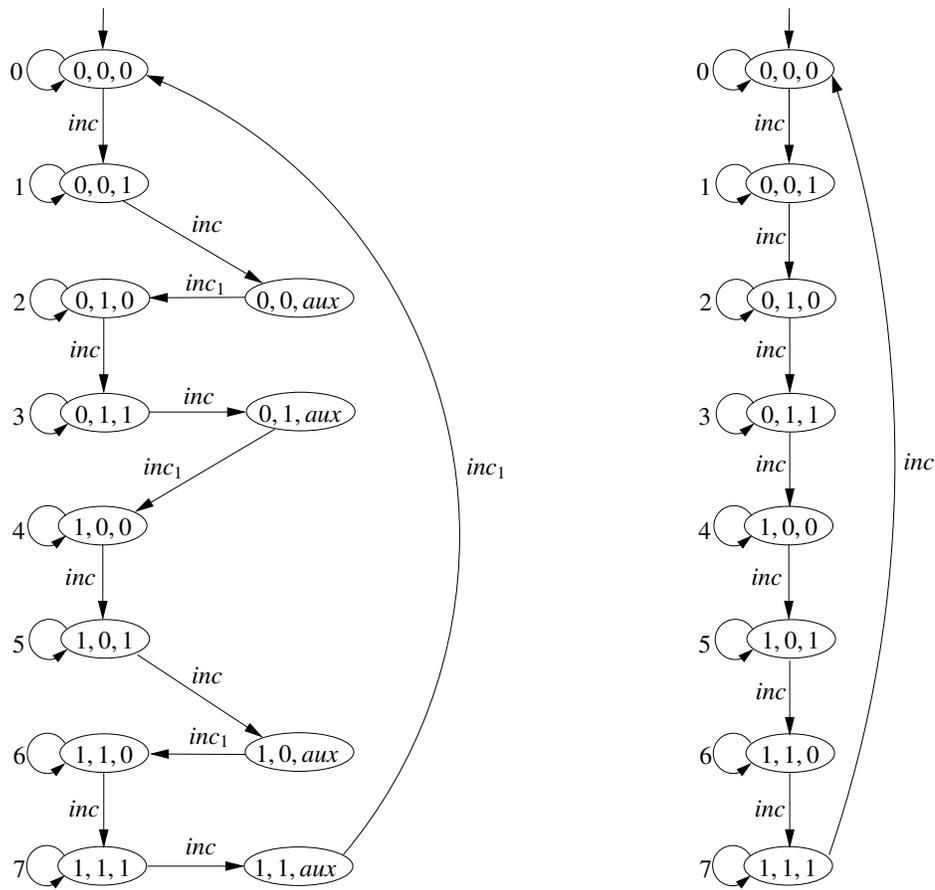 0 0, 0, 0 0 0, 0, 0
inc inc
1 0, 0, 1 1 0, 0, 1
inc inc
2 0, 1, 0 inc1 0, 0, aux 2 0, 1, 0
inc inc
3 0, 1, 1 inc 0, 1, aux 3 0, 1, 1
inc1 inc1 inc inc
4 1, 0, 0 4 1, 0, 0
inc inc
5 1, 0, 1 5 1, 0, 1
inc inc
6 1, 1, 0 inc1 1, 0, aux 6 1, 1, 0
inc inc
7 1, 1, 1 inc 1, 1, aux 7 1, 1, 1